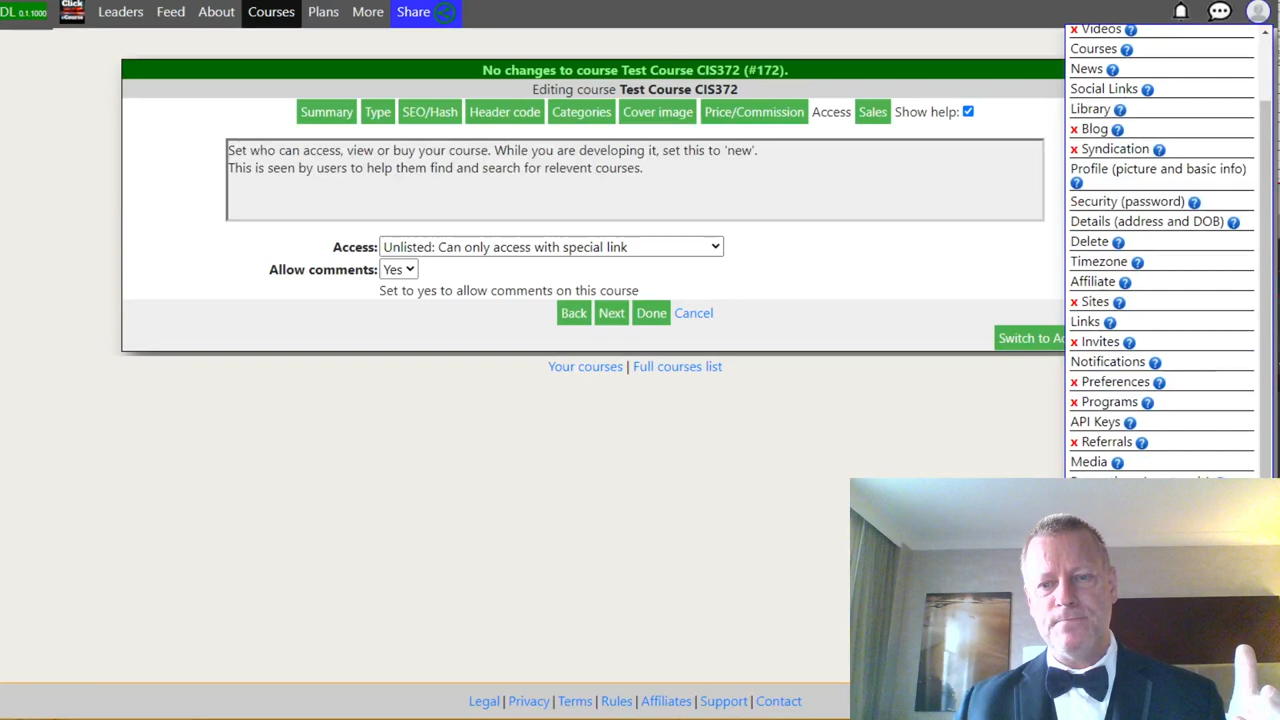 DL 0.1.1000
Click
eCourse
Leaders Feed About Courses Plans More Share
No changes to course Test Course CIS372 (#172).
Editing course Test Course CIS372
Summary Type SEO/Hash Header code Categories Cover image Price/Commission Access Sales Show help:
Set who can access, view or buy your course. While you are developing it, set this to 'new'.
This is seen by users to help them find and search for relevent courses.
Access: Unlisted: Can only access with special link
Allow comments: Yes
Set to yes to allow comments on this course
Back Next Done Cancel
Switch to
Your courses | Full courses list
x Videos ?
Courses ?
News ?
Social Links ?
Library ?
x Blog ?
x Syndication ?
Profile (picture and basic info)
?
Security (password) ?
Details (address and DOB) ?
Delete ?
Timezone ?
Affiliate ?
x Sites ?
Links ?
x Invites ?
Notifications ?
x Preferences ?
x Programs ?
API Keys ?
x Referrals ?
Media ?
Legal | Privacy | Terms | Rules | Affiliates | Support | Contact